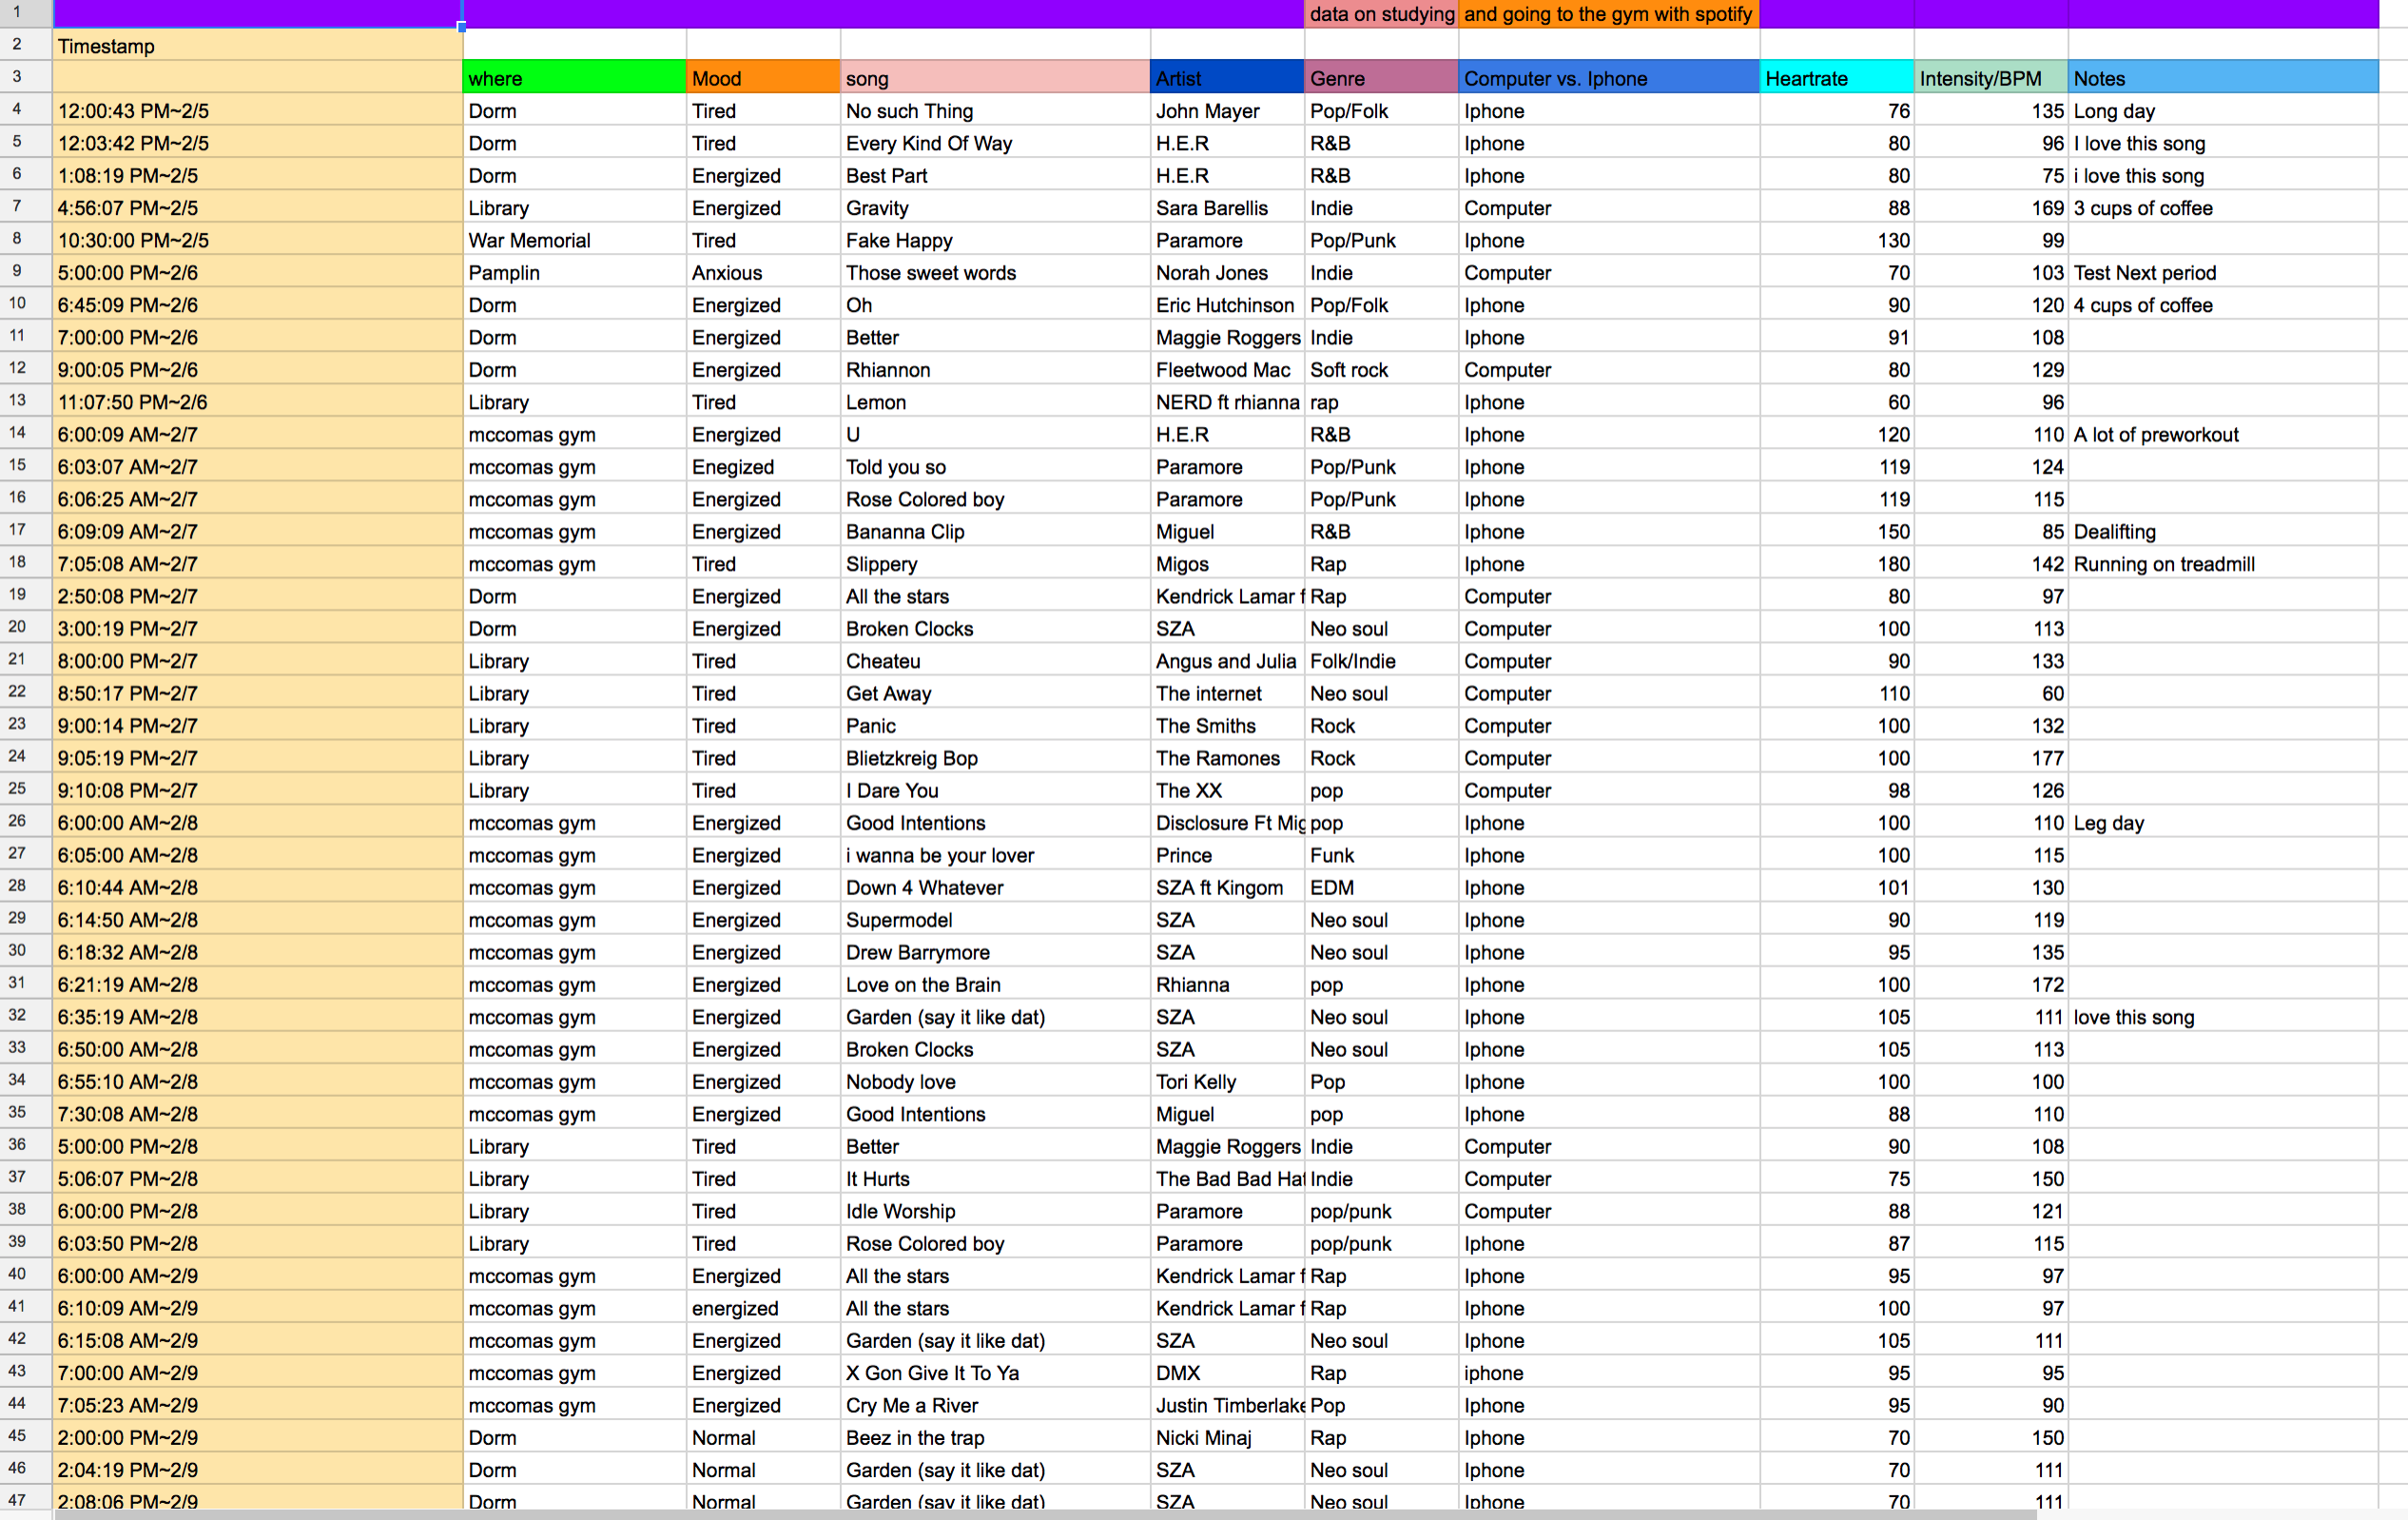 1 data on studying and going to the gym with spotify
2 Timestamp
3 where Mood song Artist Genre Computer vs. Iphone Heartrate Intensity/BPM Notes
4 12:00:43 PM~2/5 Dorm Tired No such Thing John Mayer Pop/Folk Iphone 76 135 Long day
5 12:03:42 PM~2/5 Dorm Tired Every Kind Of Way H.E.R R&B Iphone 80 96 I love this song
6 1:08:19 PM~2/5 Dorm Energized Best Part H.E.R R&B Iphone 80 75 i love this song
7 4:56:07 PM~2/5 Library Energized Gravity Sara Barellis Indie Computer 88 169 3 cups of coffee
8 10:30:00 PM~2/5 War Memorial Tired Fake Happy Paramore Pop/Punk Iphone 130 99
9 5:00:00 PM~2/6 Pamplin Anxious Those sweet words Norah Jones Indie Computer 70 103 Test Next period
10 6:45:09 PM~2/6 Dorm Energized Oh Eric Hutchinson Pop/Folk Iphone 90 120 4 cups of coffee
11 7:00:00 PM~2/6 Dorm Energized Better Maggie Roggers Indie Iphone 91 108
12 9:00:05 PM~2/6 Dorm Energized Rhiannon Fleetwood Mac Soft rock Computer 80 129
13 11:07:50 PM~2/6 Library Tired Lemon NERD ft rhianna rap Iphone 60 96
14 6:00:09 AM~2/7 mccomas gym Energized U H.E.R R&B Iphone 120 110 A lot of preworkout
15 6:03:07 AM~2/7 mccomas gym Enegized Told you so Paramore Pop/Punk Iphone 119 124
16 6:06:25 AM~2/7 mccomas gym Energized Rose Colored boy Paramore Pop/Punk Iphone 119 115
17 6:09:09 AM~2/7 mccomas gym Energized Bananna Clip Miguel R&B Iphone 150 85 Dealifting
18 7:05:08 AM~2/7 mccomas gym Tired Slippery Migos Rap Iphone 180 142 Running on treadmill
19 2:50:08 PM~2/7 Dorm Energized All the stars Kendrick Lamar f Rap Computer 80 97
20 3:00:19 PM~2/7 Dorm Energized Broken Clocks SZA Neo soul Computer 100 113
21 8:00:00 PM~2/7 Library Tired Cheateu Angus and Julia Folk/Indie Computer 90 133
22 8:50:17 PM~2/7 Library Tired Get Away The internet Neo soul Computer 110 60
23 9:00:14 PM~2/7 Library Tired Panic The Smiths Rock Computer 100 132
24 9:05:19 PM~2/7 Library Tired Blietzkreig Bop The Ramones Rock Computer 100 177
25 9:10:08 PM~2/7 Library Tired I Dare You The XX pop Computer 98 126
26 6:00:00 AM~2/8 mccomas gym Energized Good Intentions Disclosure Ft Mig pop Iphone 100 110 Leg day
27 6:05:00 AM~2/8 mccomas gym Energized i wanna be your lover Prince Funk Iphone 100 115
28 6:10:44 AM~2/8 mccomas gym Energized Down 4 Whatever SZA ft Kingom EDM Iphone 101 130
29 6:14:50 AM~2/8 mccomas gym Energized Supermodel SZA Neo soul Iphone 90 119
30 6:18:32 AM~2/8 mccomas gym Energized Drew Barrymore SZA Neo soul Iphone 95 135
31 6:21:19 AM~2/8 mccomas gym Energized Love on the Brain Rhianna pop Iphone 100 172
32 6:35:19 AM~2/8 mccomas gym Energized Garden (say it like dat) SZA Neo soul Iphone 105 111 love this song
33 6:50:00 AM~2/8 mccomas gym Energized Broken Clocks SZA Neo soul Iphone 105 113
34 6:55:10 AM~2/8 mccomas gym Energized Nobody love Tori Kelly Pop Iphone 100 100
35 7:30:08 AM~2/8 mccomas gym Energized Good Intentions Miguel pop Iphone 88 110
36 5:00:00 PM~2/8 Library Tired Better Maggie Roggers Indie Computer 90 108
37 5:06:07 PM~2/8 Library Tired It Hurts The Bad Bad Hat Indie Computer 75 150
38 6:00:00 PM~2/8 Library Tired Idle Worship Paramore pop/punk Computer 88 121
39 6:03:50 PM~2/8 Library Tired Rose Colored boy Paramore pop/punk Iphone 87 115
40 6:00:00 AM~2/9 mccomas gym Energized All the stars Kendrick Lamar f Rap Iphone 95 97
41 6:10:09 AM~2/9 mccomas gym energized All the stars Kendrick Lamar f Rap Iphone 100 97
42 6:15:08 AM~2/9 mccomas gym Energized Garden (say it like dat) SZA Neo soul Iphone 105 111
43 7:00:00 AM~2/9 mccomas gym Energized X Gon Give It To Ya DMX Rap iphone 95 95
44 7:05:23 AM~2/9 mccomas gym Energized Cry Me a River Justin Timberlake Pop Iphone 95 90
45 2:00:00 PM~2/9 Dorm Normal Beez in the trap Nicki Minaj Rap Iphone 70 150
46 2:04:19 PM~2/9 Dorm Normal Garden (say it like dat) SZA Neo soul Iphone 70 111
47 2:08:06 PM~2/9 Dorm Normal Garden (say it like dat) SZA Neo soul Iphone 70 111